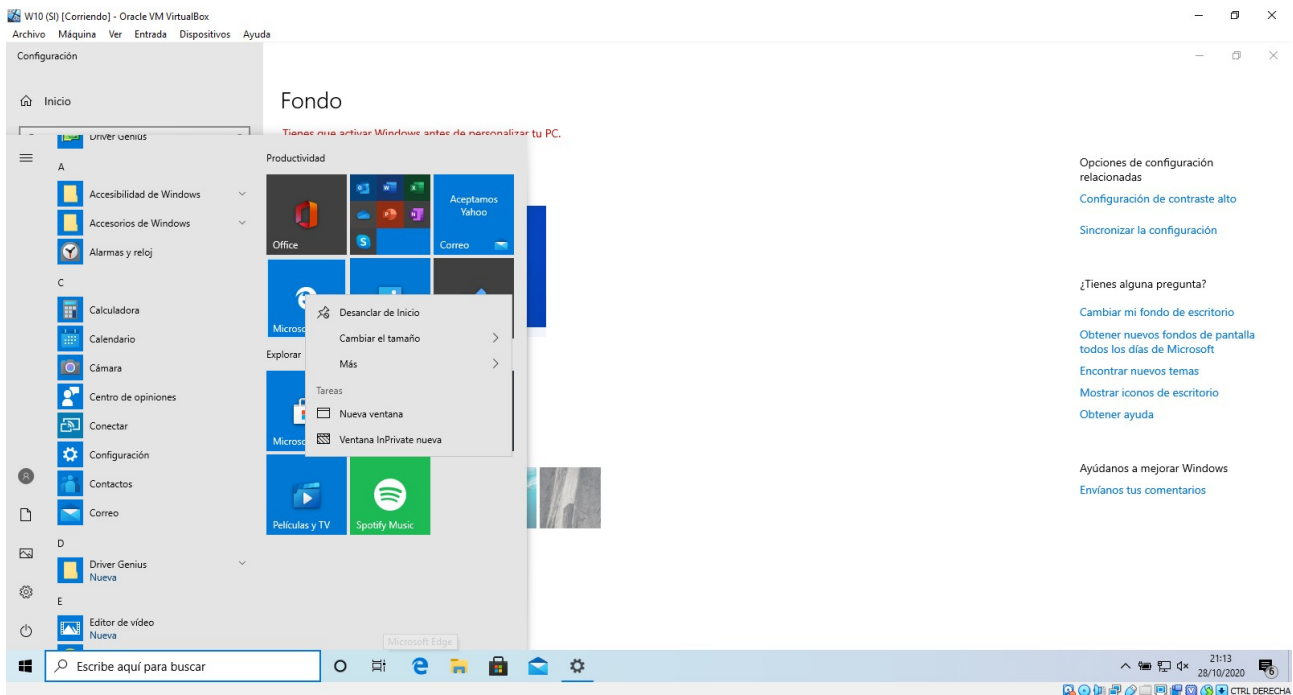 W10 (SI) [Corriendo] - Oracle VM VirtualBox
Archivo Máquina Ver Entrada Dispositivos Ayuda
Configuración
Inicio
Fondo
Tienes que activar Windows antes de personalizar tu PC.
Driver Genius
A
Accesibilidad de Windows
Accesorios de Windows
Alarmas y reloj
C
Calculadora
Calendario
Cámara
Centro de opiniones
Conectar
Configuración
Contactos
Correo
D
Driver Genius
Nueva
E
Editor de vídeo
Nueva
Productividad
Office
Aceptamos
Yahoo
Correo
Explorar
Películas y TV
Spotify Music
Desanclar de Inicio
Cambiar el tamaño
Más
Tareas
Nueva ventana
Ventana InPrivate nueva
Microsoft Edge
Opciones de configuración
relacionadas
Configuración de contraste alto
Sincronizar la configuración
¿Tienes alguna pregunta?
Cambiar mi fondo de escritorio
Obtener nuevos fondos de pantalla
todos los días de Microsoft
Encontrar nuevos temas
Mostrar iconos de escritorio
Obtener ayuda
Ayúdanos a mejorar Windows
Envíanos tus comentarios
Escribe aquí para buscar
21:13
28/10/2020
6
CTRL DERECHA